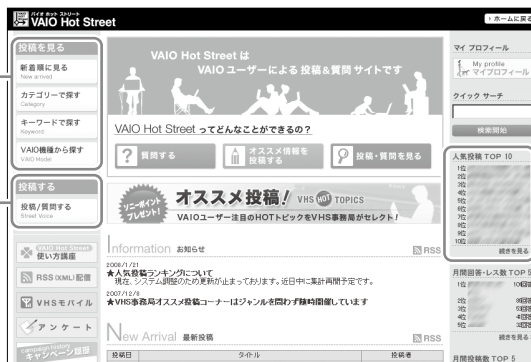 バイオ ホット ストリート
VAIO Hot Street
ホームに戻
投稿を見る
新着順に見る
New arrived
カテゴリーで探す
Category
キーワードで探す
Keyword
VAIO機種から探す
VAIO Model
投稿する
投稿/質問する
Street Voice
VAIO Hot Street
使い方講座
RSS(XML)配信
VHSモバイル
アンケート
campaign history
キャンペーン履歴
VAIO Hot Street は
VAIO ユーザーによる 投稿&質問 サイトです
VAIO Hot Street ってどんなことができるの？
質問する
オススメ情報を
投稿する
投稿・質問を見る
ソニーポイント
プレゼント!
オススメ投稿! VHS HOT TOPICS
VAIOユーザー注目のHOTトピックをVHS事務局がセレクト!
Information お知らせ
RSS
2008/1/21
★人気投稿ランキングについて
現在、システム調整のため更新が止まっております。近日中に集計再開予定です。
2007/12/8
★VHS事務局オススメ投稿コーナーはジャンルを問わず随時開催しています
New Arrival 最新投稿
RSS
投稿日
タイトル
投稿者
マイ プロフィール
My profile
マイプロフィール
クイック サーチ
検索開始
人気投稿 TOP 10
1位
2位
3位
4位
5位
6位
7位
8位
9位
10位
続きを見る
月間回答・レス数 TOP 5
1位
2位
3位
4位
5位
続きを見る
月間投稿数 TOP 5